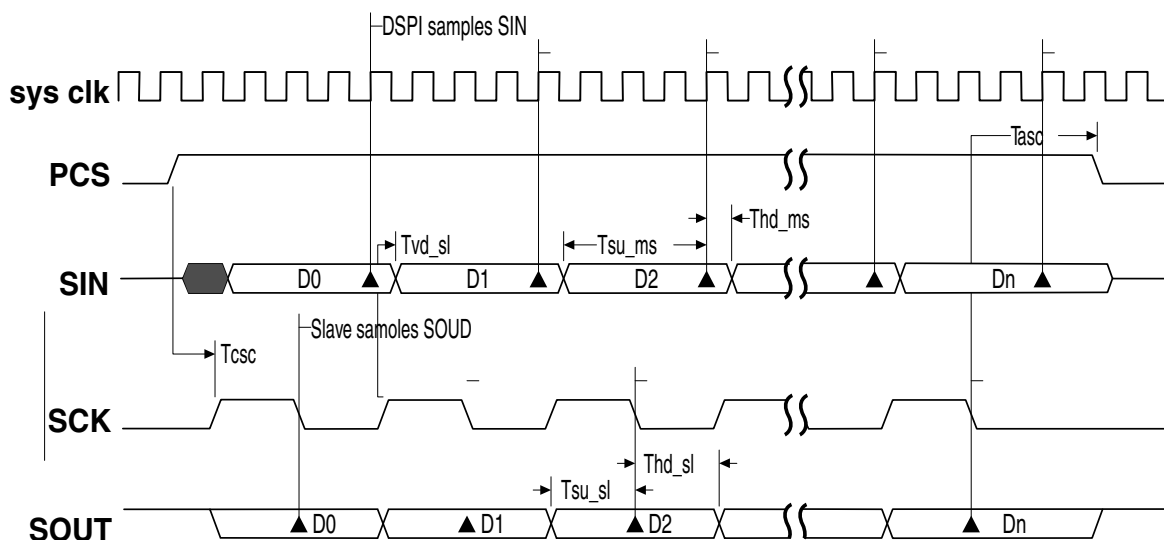 DSPI samples SIN
sys clk
Tasc
PCS
Thd_ms
Tvd_sl
Tsu_ms
SIN
D0
D1
D2
Dn
Slave samoles SOUD
Tcsc
SCK
Thd_sl
Tsu_sl
SOUT
D0
D1
D2
Dn